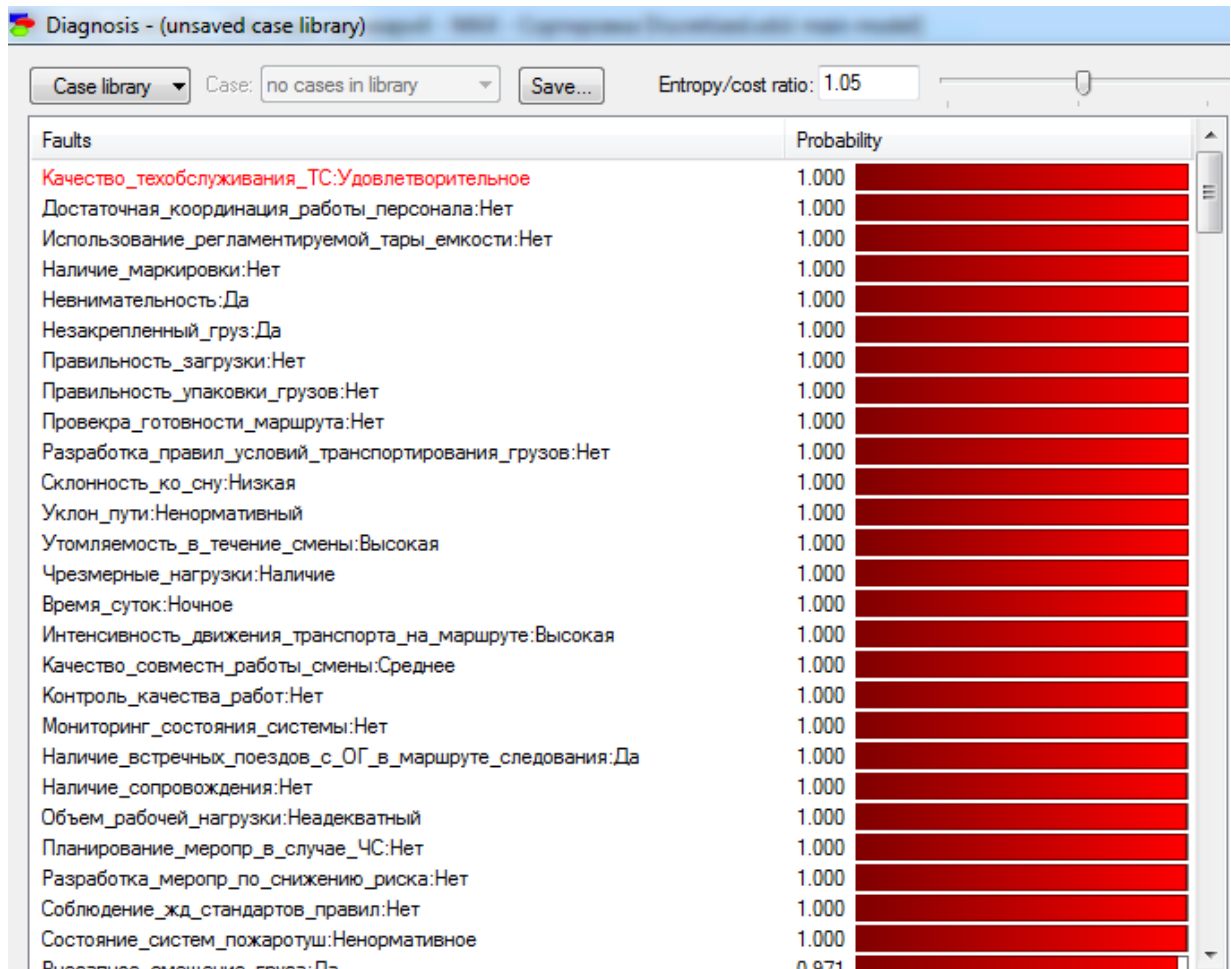 Diagnosis - (unsaved case library)
Case library Case: no cases in library Save... Entropy/cost ratio: 1.05
Faults Probability
Качество_техобслуживания_ТС:Удовлетворительное 1.000
Достаточная_координация_работы_персонала:Нет 1.000
Использование_регламентируемой_тары_емкости:Нет 1.000
Наличие_маркировки:Нет 1.000
Невнимательность:Да 1.000
Незакрепленный_груз:Да 1.000
Правильность_загрузки:Нет 1.000
Правильность_упаковки_грузов:Нет 1.000
Провекра_готовности_маршрута:Нет 1.000
Разработка_правил_условий_транспортирования_грузов:Нет 1.000
Склонность_ко_сну:Низкая 1.000
Уклон_пути:Ненормативный 1.000
Утомляемость_в_течение_смены:Высокая 1.000
Чрезмерные_нагрузки:Наличие 1.000
Время_суток:Ночное 1.000
Интенсивность_движения_транспорта_на_маршруте:Высокая 1.000
Качество_совместн_работы_смены:Среднее 1.000
Контроль_качества_работ:Нет 1.000
Мониторинг_состояния_системы:Нет 1.000
Наличие_встречных_поездов_с_ОГ_в_маршруте_следования:Да 1.000
Наличие_сопровождения:Нет 1.000
Объем_рабочей_нагрузки:Неадекватный 1.000
Планирование_меропр_в_случае_ЧС:Нет 1.000
Разработка_меропр_по_снижению_риска:Нет 1.000
Соблюдение_жд_стандартов_правил:Нет 1.000
Состояние_систем_пожаротуш:Ненормативное 1.000
Внезапное_смещение_груза:Да 0.971